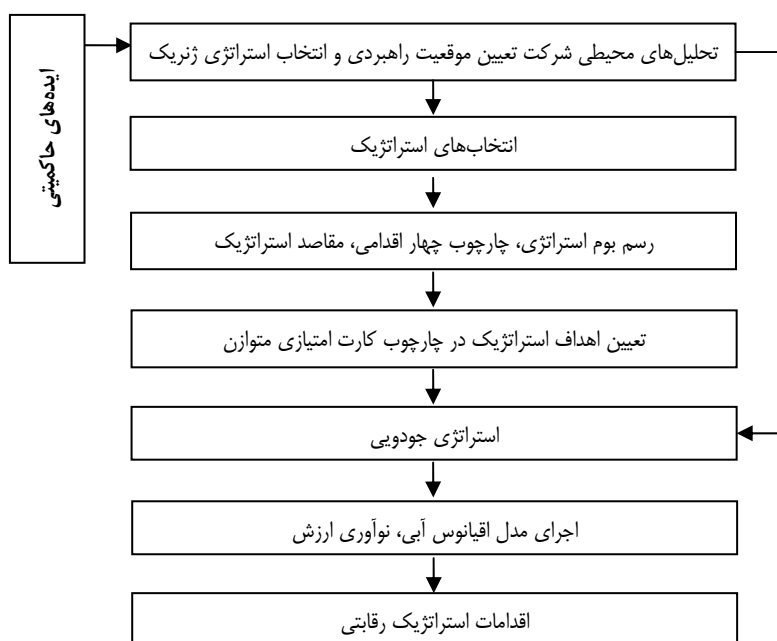 ایده‌های حاکمیتی
تحلیل‌های محیطی شرکت تعیین موقعیت راهبردی و انتخاب استراتژی ژنریک
انتخاب‌های استراتژیک
رسم بوم استراتژی، چارچوب چهار اقدامی، مقاصد استراتژیک
تعیین اهداف استراتژیک در چارچوب کارت امتیازی متوازن
استراتژی جودویی
اجرای مدل اقیانوس آبی، نوآوری ارزش
اقدامات استراتژیک رقابتی